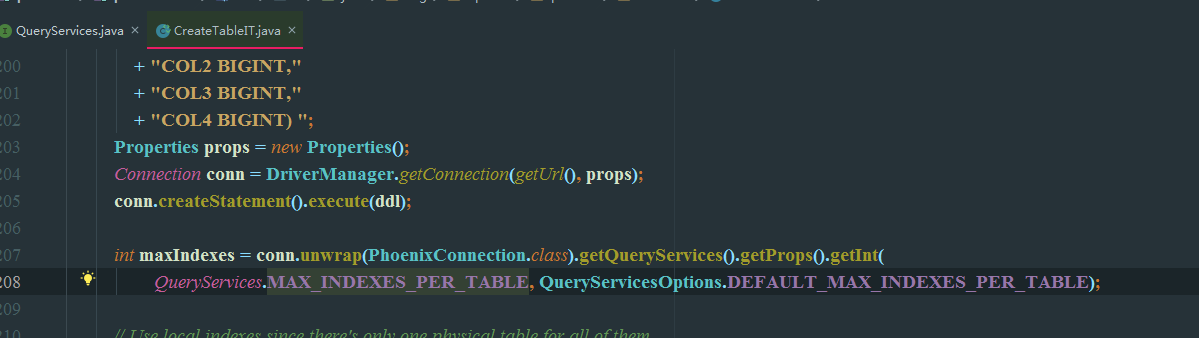 QueryServices.java × CreateTableIT.java ×
200 + "COL2 BIGINT,"
201 + "COL3 BIGINT,"
202 + "COL4 BIGINT) ";
203 Properties props = new Properties();
204 Connection conn = DriverManager.getConnection(getUrl(), props);
205 conn.createStatement().execute(ddl);
206
207 int maxIndexes = conn.unwrap(PhoenixConnection.class).getQueryServices().getProps().getInt(
208 QueryServices.MAX_INDEXES_PER_TABLE, QueryServicesOptions.DEFAULT_MAX_INDEXES_PER_TABLE);
209
210 // Use local indexes since there's only one physical table for all of them